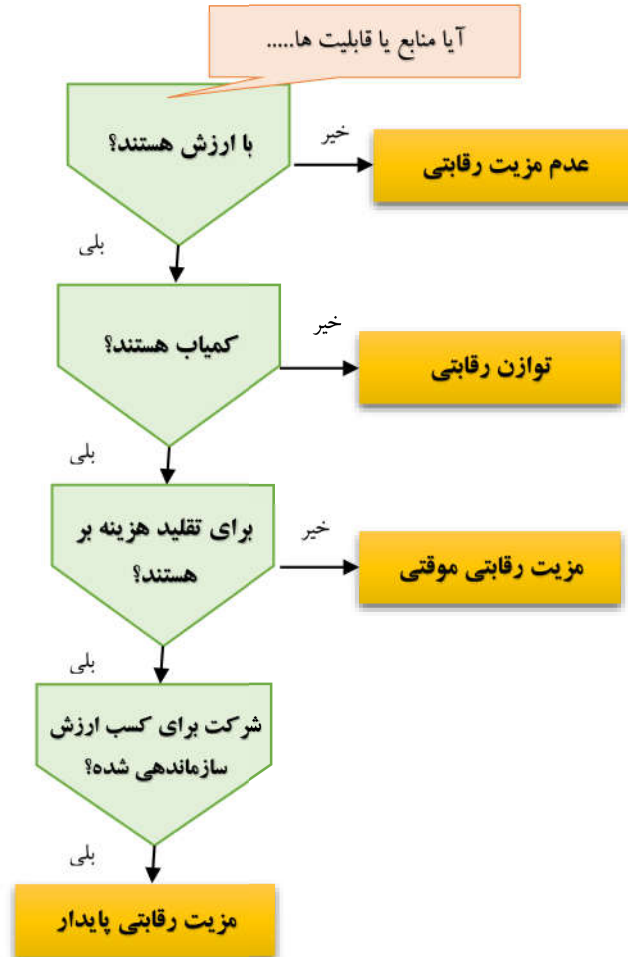 آیا منابع یا قابلیت ها.....
با ارزش هستند؟
خیر
عدم مزیت رقابتی
بلی
کمیاب هستند؟
خیر
توازن رقابتی
بلی
برای تقلید هزینه بر
هستند؟
خیر
مزیت رقابتی موقتی
بلی
شرکت برای کسب ارزش
سازماندهی شده؟
بلی
مزیت رقابتی پایدار